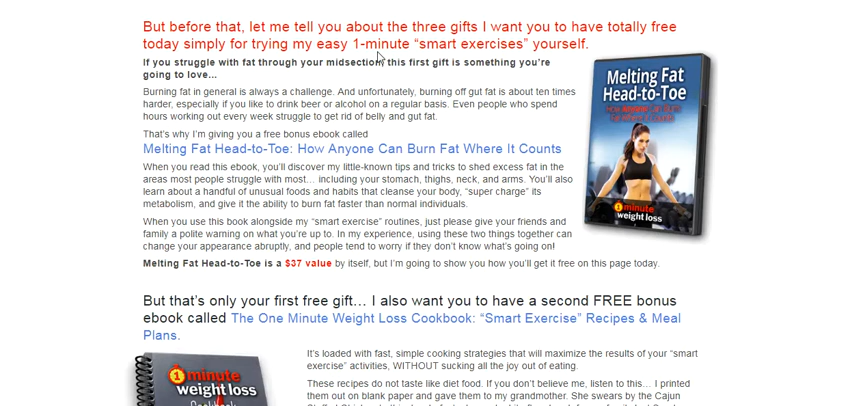 But before that, let me tell you about the three gifts I want you to have totally free
today simply for trying my easy 1-minute “smart exercises” yourself.
If you struggle with fat through your midsection, this first gift is something you’re
going to love...
Burning fat in general is always a challenge. And unfortunately, burning off gut fat is about ten times
harder, especially if you like to drink beer or alcohol on a regular basis. Even people who spend
hours working out every week struggle to get rid of belly and gut fat.
That’s why I’m giving you a free bonus ebook called
Melting Fat Head-to-Toe: How Anyone Can Burn Fat Where It Counts
When you read this ebook, you’ll discover my little-known tips and tricks to shed excess fat in the
areas most people struggle with most… including your stomach, thighs, neck, and arms. You’ll also
learn about a handful of unusual foods and habits that cleanse your body, “super charge” its
metabolism, and give it the ability to burn fat faster than normal individuals.
When you use this book alongside my “smart exercise” routines, just please give your friends and
family a polite warning on what you’re up to. In my experience, using these two things together can
change your appearance abruptly, and people tend to worry if they don’t know what’s going on!
Melting Fat Head-to-Toe is a $37 value by itself, but I’m going to show you how you’ll get it free on this page today.
Melting Fat
Head-to-Toe
1 minute
weight loss
But that’s only your first free gift… I also want you to have a second FREE bonus
ebook called The One Minute Weight Loss Cookbook: “Smart Exercise” Recipes & Meal
Plans.
1 minute
weight loss
Cookbook
It’s loaded with fast, simple cooking strategies that will maximize the results of your “smart
exercise” activities, WITHOUT sucking all the joy out of eating.
These recipes do not taste like diet food. If you don’t believe me, listen to this… I printed
them out on blank paper and gave them to my grandmother. She swears by the Cajun